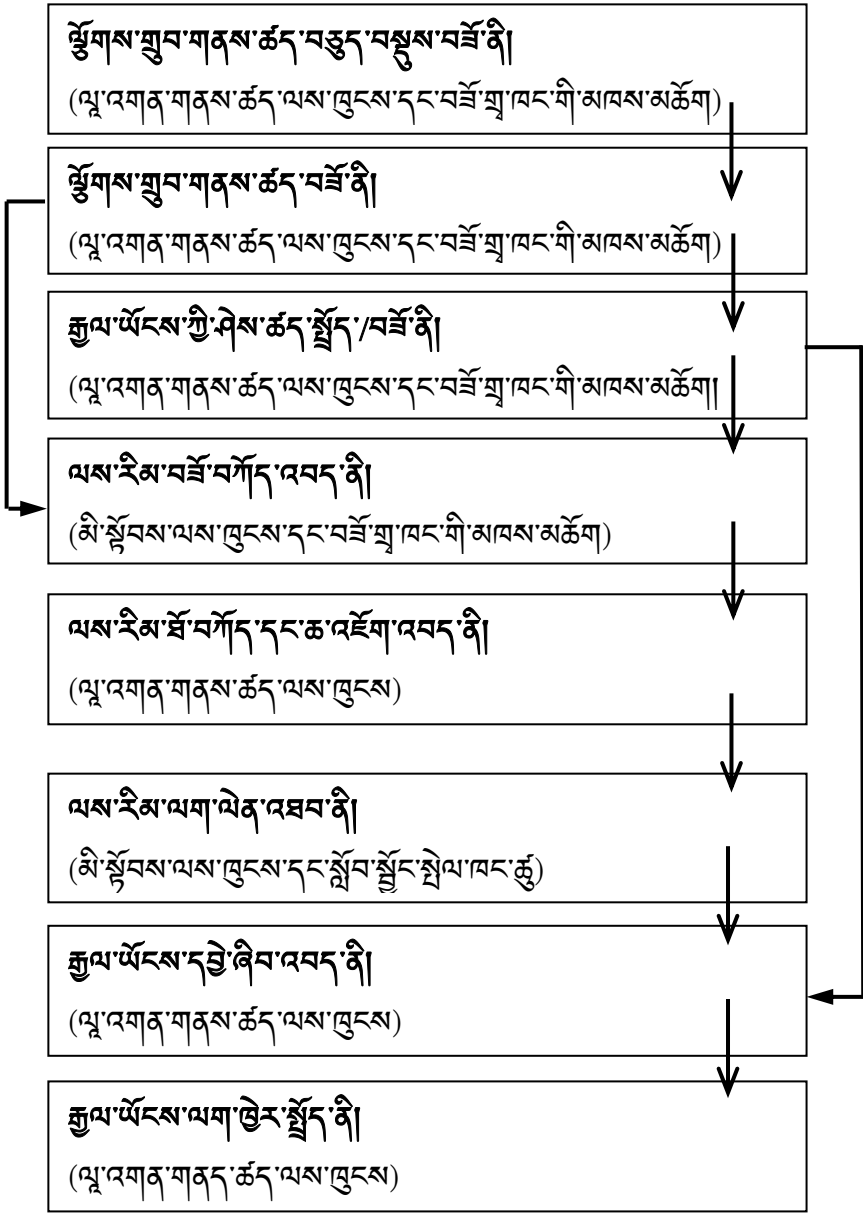 ལྕོགས་གྲུབ་གནས་ཚད་བཅུད་བསྡུས་བཟོ་ནི།
(ལཱ་འགན་གནས་ཚད་ལས་ཁུངས་དང་བཟོ་གྲྭ་ཁང་གི་མཁས་མཆོག)
ལྕོགས་གྲུབ་གནས་ཚད་བཟོ་ནི།
(ལཱ་འགན་གནས་ཚད་ལས་ཁུངས་དང་བཟོ་གྲྭ་ཁང་གི་མཁས་མཆོག)
རྒྱལ་ཡོངས་ཀྱི་ཤེས་ཚད་སྤྲོད་/བཟོ་ནི།
(ལཱ་འགན་གནས་ཚད་ལས་ཁུངས་དང་བཟོ་གྲྭ་ཁང་གི་མཁས་མཆོག།
ལས་རིམ་བཟོ་བཀོད་འབད་ནི།
(མི་སྟོབས་ལས་ཁུངས་དང་བཟོ་གྲྭ་ཁང་གི་མཁས་མཆོག)
ལས་རིམ་ཐོ་བཀོད་དང་ཆ་འཇོག་འབད་ནི།
(ལཱ་འགན་གནས་ཚད་ལས་ཁུངས)
ལས་རིམ་ལག་ལེན་འཐབ་ནི།
(མི་སྟོབས་ལས་ཁུངས་དང་སློབ་སྦྱོང་སྤེལ་ཁང་ཚུ)
རྒྱལ་ཡོངས་དབྱེ་ཞིབ་འབད་ནི།
(ལཱ་འགན་གནས་ཚད་ལས་ཁུངས)
རྒྱལ་ཡོངས་ལག་ཁྱེར་སྤྲོད་ནི།
(ལཱ་འགན་གནད་ཚད་ལས་ཁུངས)